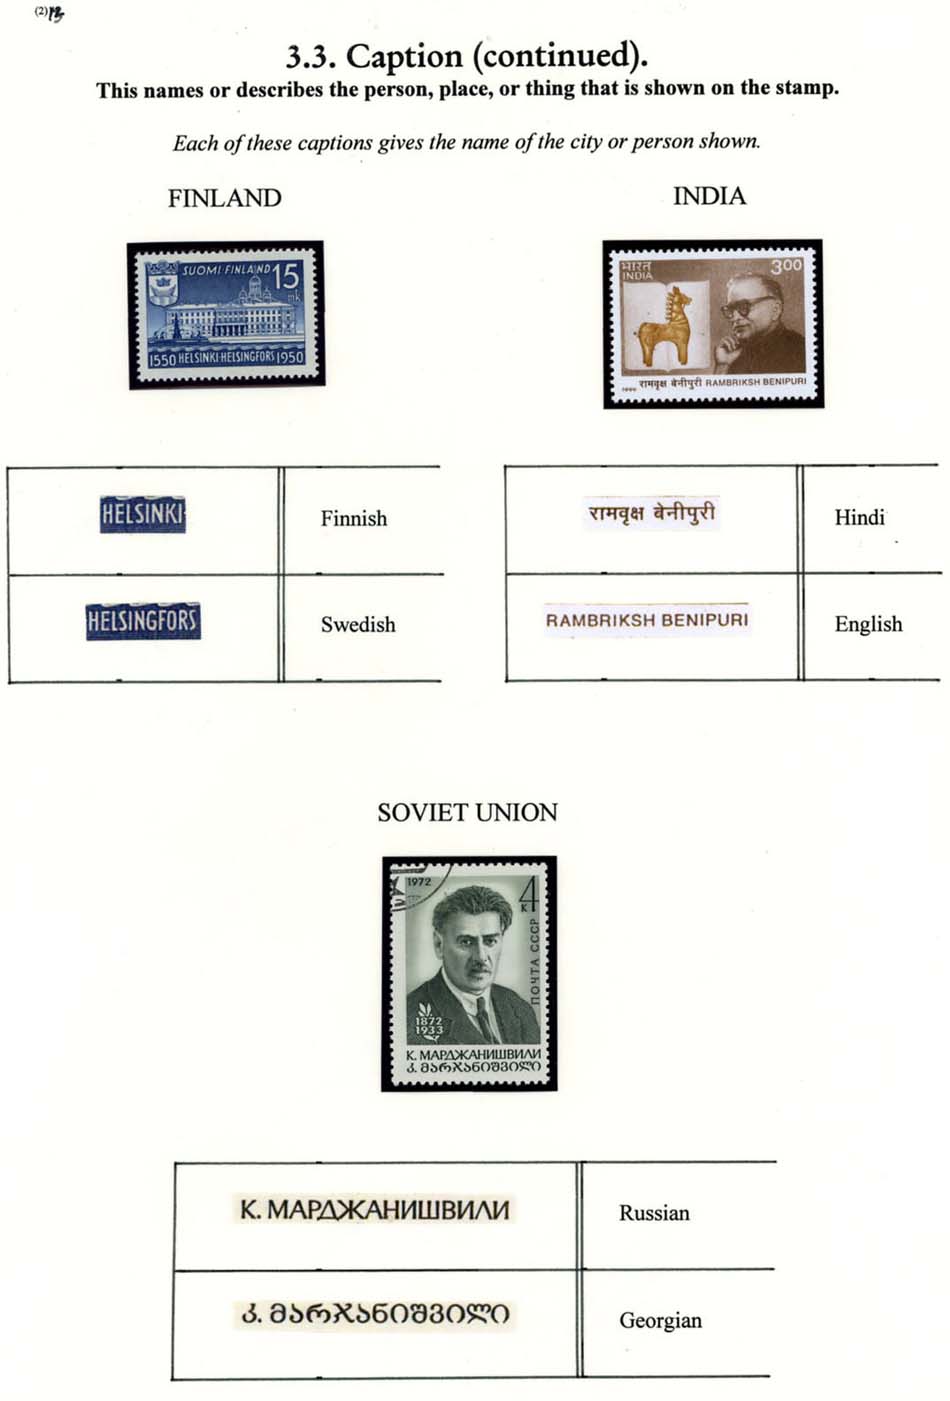 (2)
3.3. Caption (continued).
This names or describes the person, place, or thing that is shown on the stamp.
Each of these captions gives the name of the city or person shown.
FINLAND
SUOMI FINLAND 15
mk
1550 HELSINKI-HELSINGFORS 1950
INDIA
भारत 300
INDIA
रामवृक्ष बेनीपुरी RAMBRIKSH BENIPURI
HELSINKI
Finnish
HELSINGFORS
Swedish
रामवृक्ष बेनीपुरी
Hindi
RAMBRIKSH BENIPURI
English
SOVIET UNION
1972
4
К
ПОЧТА СССР
1872
1933
К. МАРДЖАНИШВИЛИ
კ. მარჯანიშვილი
К. МАРДЖАНИШВИЛИ
Russian
კ. მარჯანიშვილი
Georgian